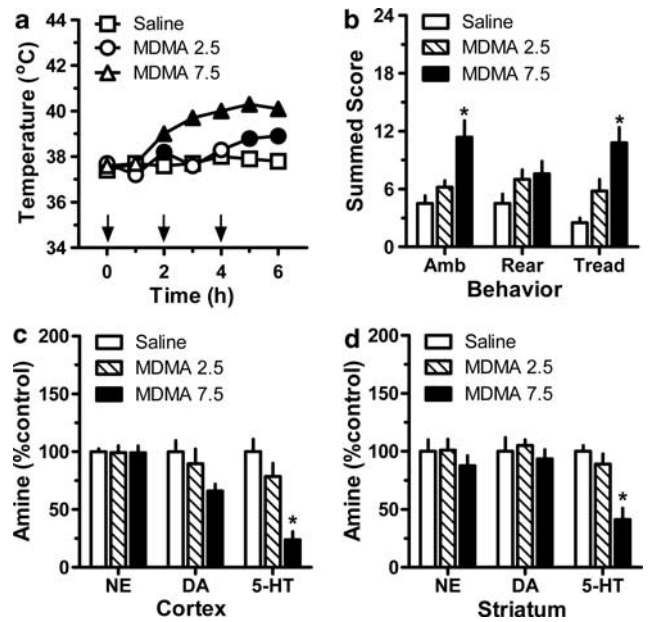 a
Saline
MDMA 2.5
MDMA 7.5
Temperature (°C)
42
40
38
36
34
0 2 4 6
Time (h)
b
Saline
MDMA 2.5
MDMA 7.5
Summed Score
24
18
12
6
0
* *
Amb Rear Tread
Behavior
c
Saline
MDMA 2.5
MDMA 7.5
Amine (%control)
200
150
100
50
0
*
NE DA 5-HT
Cortex
d
Saline
MDMA 2.5
MDMA 7.5
Amine (%control)
200
150
100
50
0
*
NE DA 5-HT
Striatum